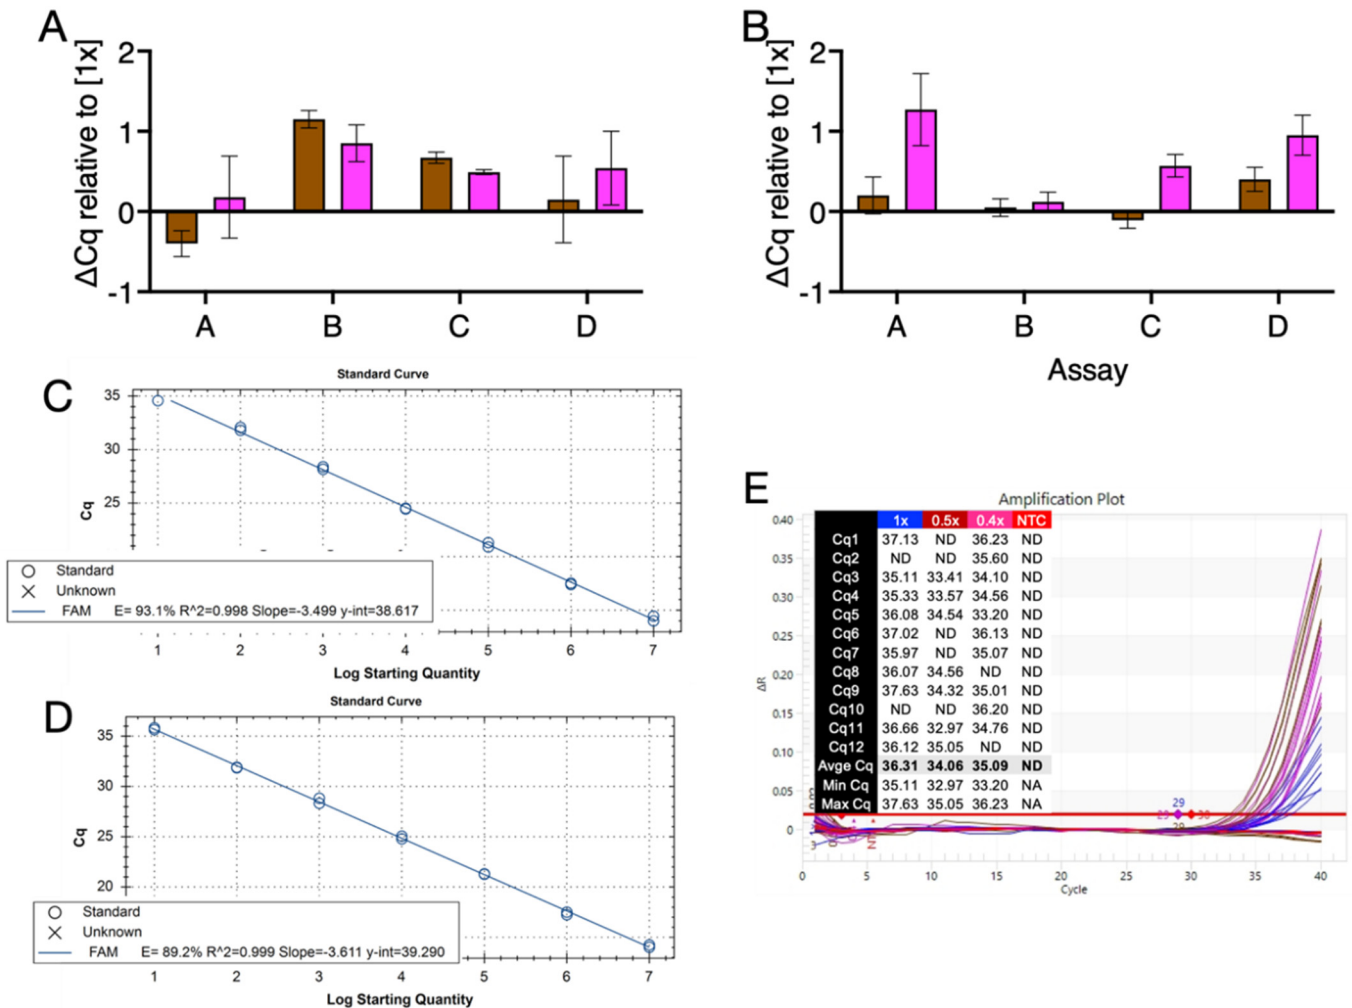 A
ΔCq relative to [1x]
2
1
0
-1
A B C D
B
ΔCq relative to [1x]
2
1
0
-1
A B C D
Assay
C
Standard Curve
Cq
35
30
25
Standard
Unknown
FAM E= 93.1% R^2=0.998 Slope=-3.499 y-int=38.617
1 2 3 4 5 6 7
Log Starting Quantity
D
Standard Curve
Cq
35
30
25
20
Standard
Unknown
FAM E= 89.2% R^2=0.999 Slope=-3.611 y-int=39.290
1 2 3 4 5 6 7
Log Starting Quantity
E
Amplification Plot
ΔR
0.40
0.35
0.30
0.25
0.20
0.15
0.10
0.05
0
1x 0.5x 0.4x NTC
Cq1 37.13 ND 36.23 ND
Cq2 ND ND 35.60 ND
Cq3 35.11 33.41 34.10 ND
Cq4 35.33 33.57 34.56 ND
Cq5 36.08 34.54 33.20 ND
Cq6 37.02 ND 36.13 ND
Cq7 35.97 ND 35.07 ND
Cq8 36.07 34.56 ND ND
Cq9 37.63 34.32 35.01 ND
Cq10 ND ND 36.20 ND
Cq11 36.66 32.97 34.76 ND
Cq12 36.12 35.05 ND ND
Avge Cq 36.31 34.06 35.09 ND
Min Cq 35.11 32.97 33.20 NA
Max Cq 37.63 35.05 36.23 NA
29
29
0 5 10 15 20 25 30 35 40
Cycle